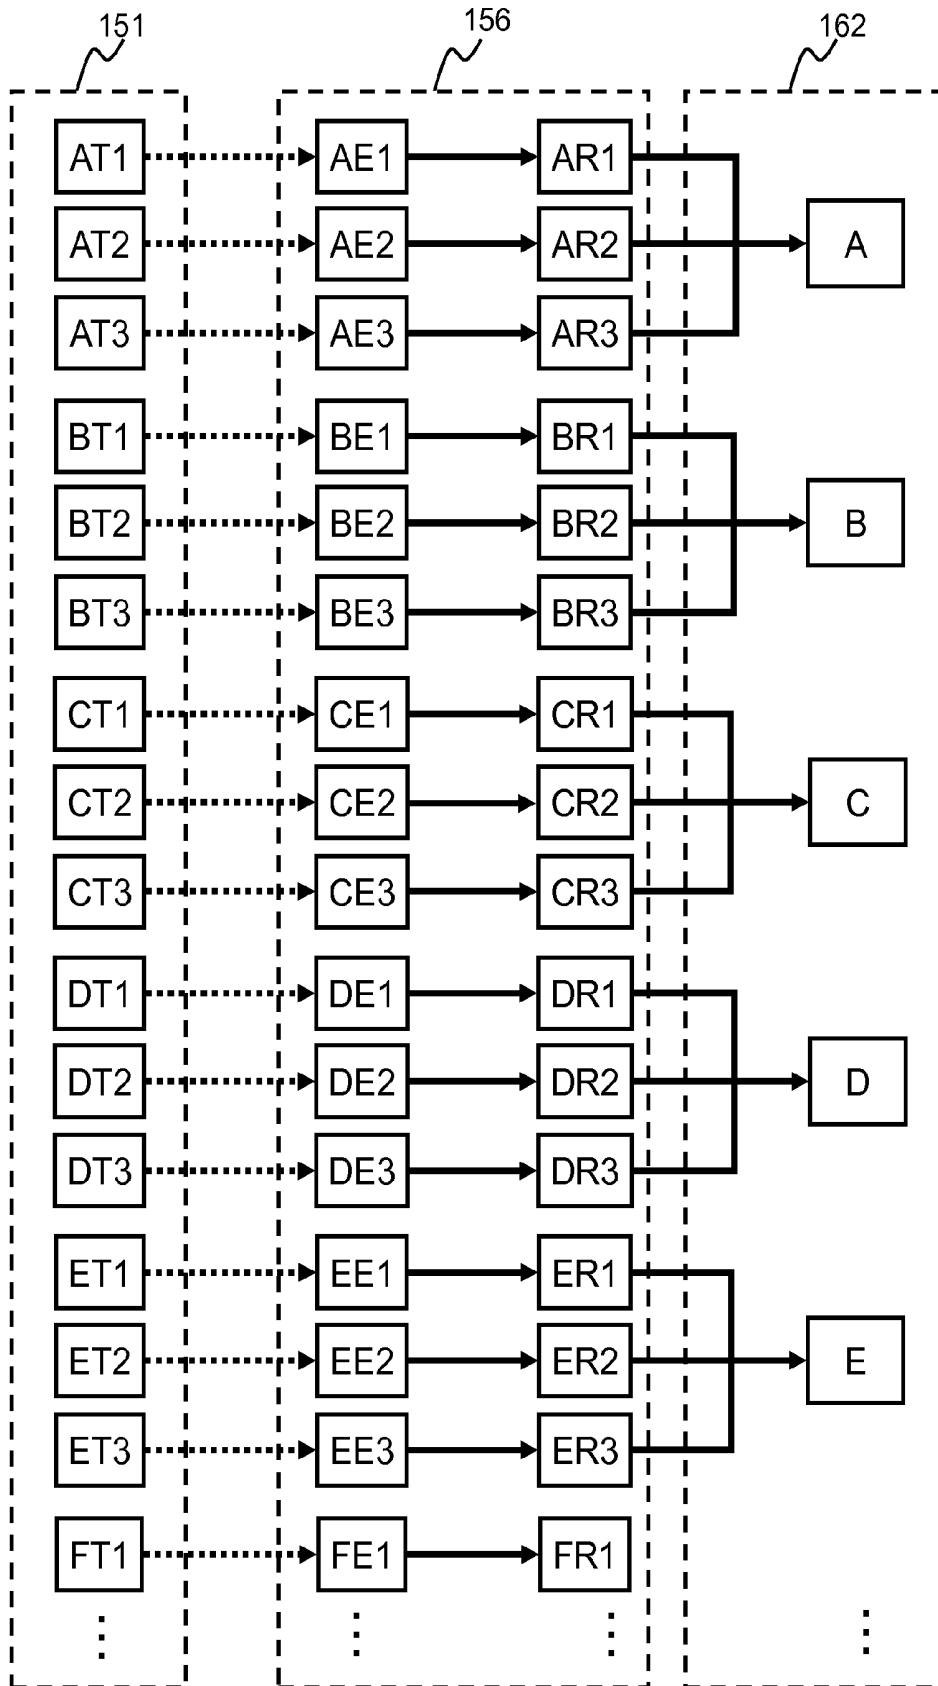 151 156 162
AT1 AE1 AR1
A
AT2 AE2 AR2
AT3 AE3 AR3
BT1 BE1 BR1
BT2 BE2 BR2 B
BT3 BE3 BR3
CT1 CE1 CR1
CT2 CE2 CR2 C
CT3 CE3 CR3
DT1 DE1 DR1
DT2 DE2 DR2 D
DT3 DE3 DR3
ET1 EE1 ER1
ET2 EE2 ER2 E
ET3 EE3 ER3
FT1 FE1 FR1